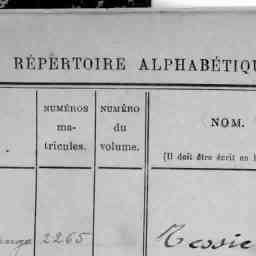 RÉPERTOIRE ALPHABÉTIQU
NUMÉROS
ma-
tricules.
NUMÉRO
du
volume.
NOM.
(Il doit être écrit en
2265